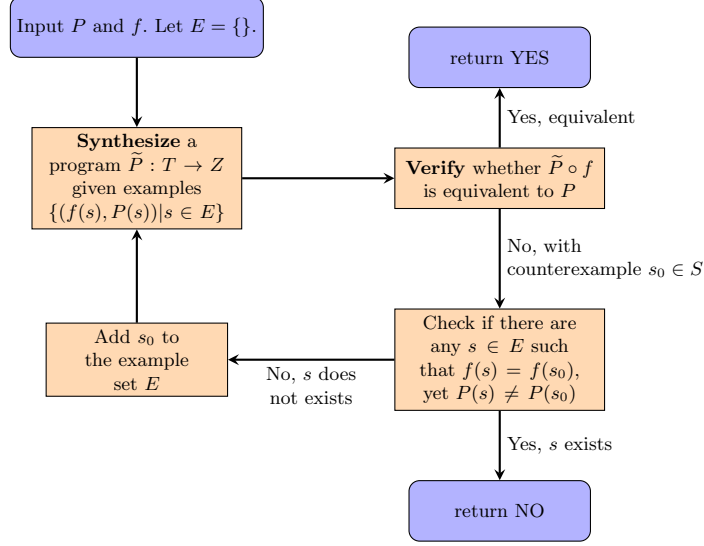 Input P and f. Let E = {}.
return YES
Yes, equivalent
Synthesize a
program P̃ : T → Z
given examples
{(f(s), P(s))|s ∈ E}
Verify whether P̃ ∘ f
is equivalent to P
No, with
counterexample s₀ ∈ S
Add s₀ to
the example
set E
No, s does
not exists
Check if there are
any s ∈ E such
that f(s) = f(s₀),
yet P(s) ≠ P(s₀)
Yes, s exists
return NO